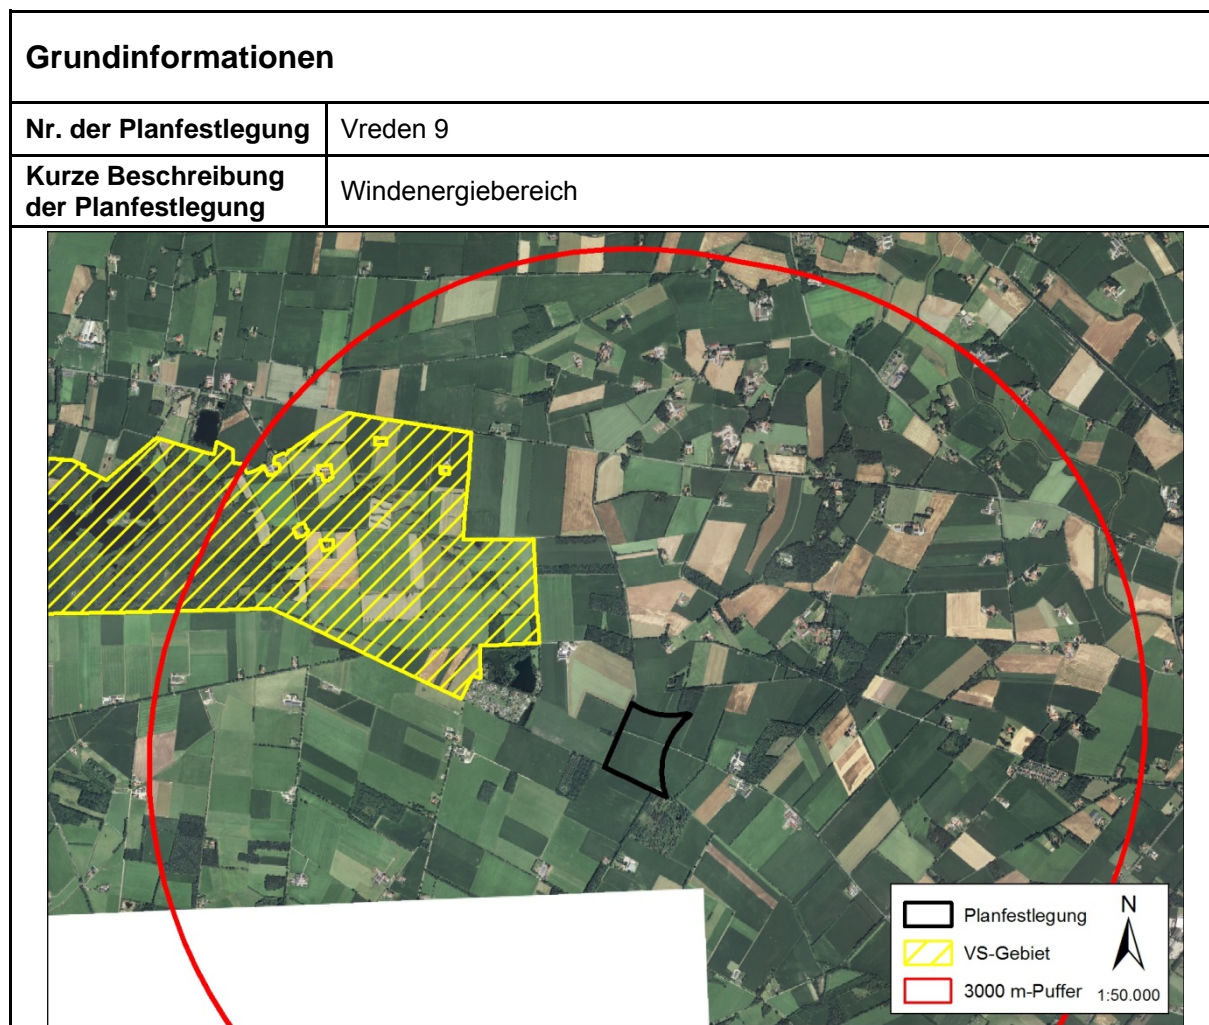 Grundinformationen
Nr. der Planfestlegung Vreden 9
Kurze Beschreibung
der Planfestlegung Windenergiebereich
Planfestlegung
VS-Gebiet
3000 m-Puffer
N
1:50.000